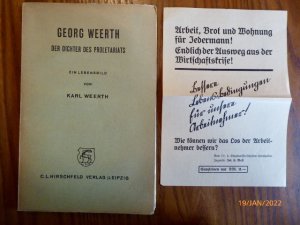 GEORG WEERTH
DER DICHTER DES PROLETARIATS
EIN LEBENSBILD
VON
KARL WEERTH
C. L. HIRSCHFELD VERLAG / LEIPZIG
Arbeit, Brot und Wohnung
für Jedermann!
Endlich der Ausweg aus der
Wirtschaftskrise!
Bessere
Lebensbedingungen
für unsere
Arbeitnehmer!
Wie können wir das Los der Arbeit-
nehmer bessern?
19/JAN/2022